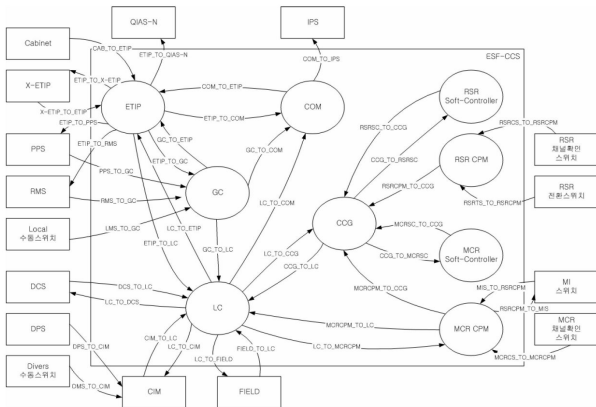 QIAS-N
IPS
ESF-CCS
Cabinet
CAB_TO_ETIP
ETIP_TO_QIAS-N
COM_TO_IPS
X-ETIP
ETIP_TO_X-ETIP
X-ETIP_TO_ETIP
ETIP
COM_TO_ETIP
ETIP_TO_COM
COM
RSR
Soft-Controller
ETIP_TO_PPS
ETIP_TO_RMS
RSRSC_TO_CCG
RSRCS_TO_RSRCPM
PPS
PPS_TO_GC
GC_TO_ETIP
ETIP_TO_GC
GC_TO_COM
CCG_TO_RSRSC
RSR CPM
RSR
채널확인
스위치
RMS
RMS_TO_GC
GC
RSRCPM_TO_CCG
RSRTS_TO_RSRCPM
RSR
전환스위치
Local
수동스위치
LMS_TO_GC
LC_TO_ETIP
LC_TO_COM
ETIP_TO_LC
GC_TO_LC
CCG
MCRSC_TO_CCG
CCG_TO_MCRSC
MCR
Soft-Controller
LC_TO_CCG
CCG_TO_LC
DCS
DCS_TO_LC
LC_TO_DCS
LC
MCRCPM_TO_CCG
MIS_TO_RSRCPM
RSRCPM_TO_MIS
MI
스위치
DPS
DPS_TO_CIM
CIM_TO_LC
LC_TO_CIM
FIELD_TO_LC
LC_TO_FIELD
MCRCPM_TO_LC
LC_TO_MCRCPM
MCR CPM
MCR
채널확인
스위치
MCRCS_TO_MCRCPM
Divers
수동스위치
DMS_TO_CIM
CIM
FIELD